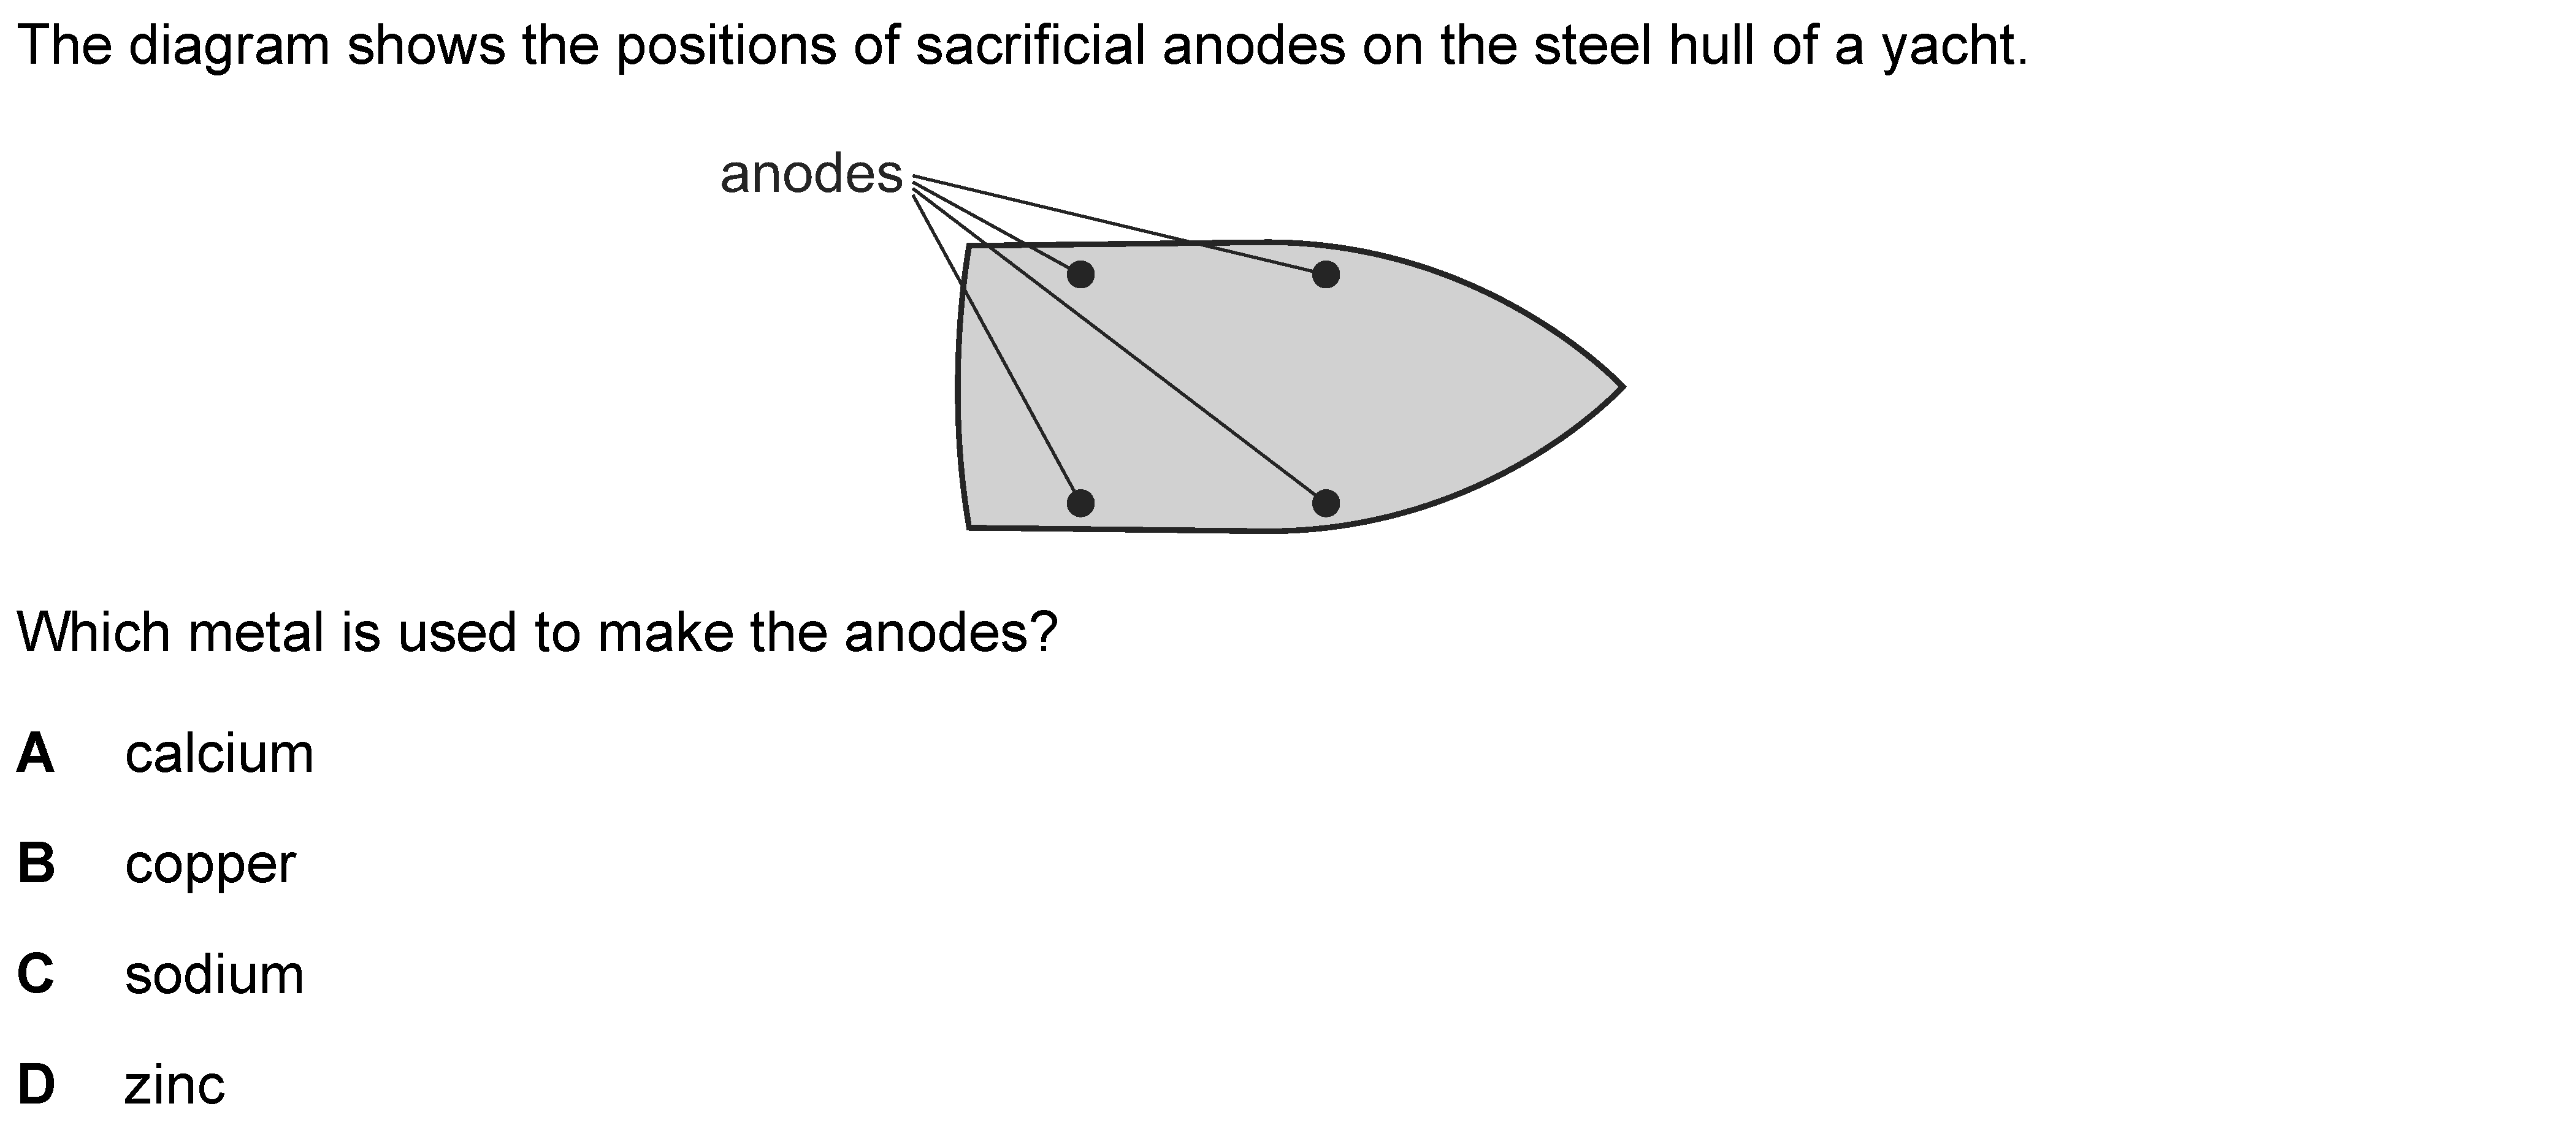 The diagram shows the positions of sacrificial anodes on the steel hull of a yacht.
anodes
Which metal is used to make the anodes?
A calcium
B copper
C sodium
D zinc